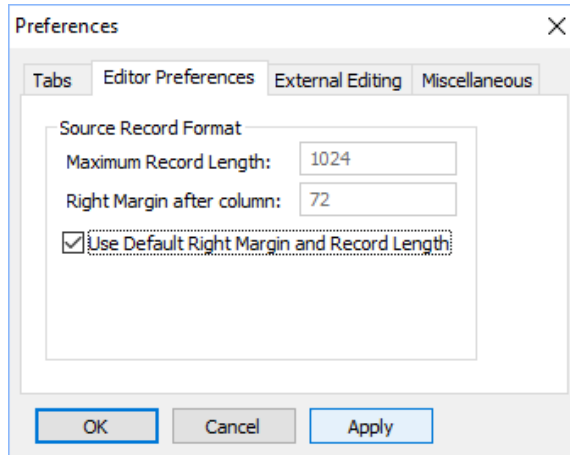 Preferences
Tabs Editor Preferences External Editing Miscellaneous
Source Record Format
Maximum Record Length: 1024
Right Margin after column: 72
Use Default Right Margin and Record Length
OK Cancel Apply